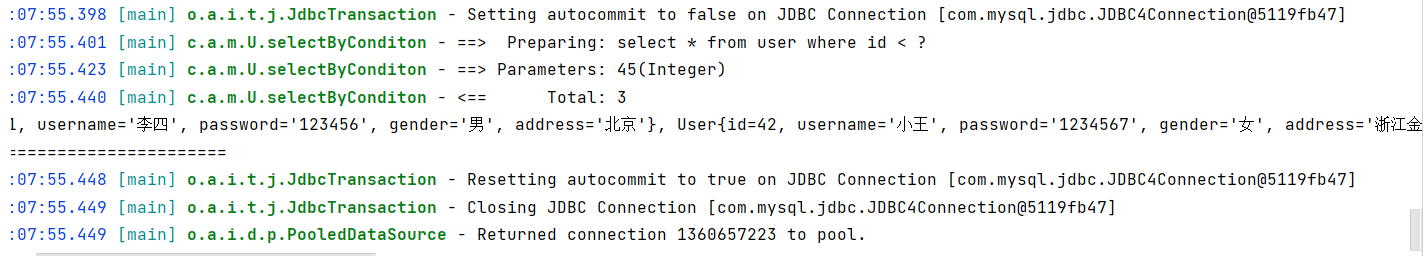 :07:55.398 [main] o.a.i.t.j.JdbcTransaction - Setting autocommit to false on JDBC Connection [com.mysql.jdbc.JDBC4Connection@5119fb47]
:07:55.401 [main] c.a.m.U.selectByConditon - ==>  Preparing: select * from user where id < ?
:07:55.423 [main] c.a.m.U.selectByConditon - ==> Parameters: 45(Integer)
:07:55.440 [main] c.a.m.U.selectByConditon - <==      Total: 3
l, username='李四', password='123456', gender='男', address='北京'}, User{id=42, username='小王', password='1234567', gender='女', address='浙江金
======================
:07:55.448 [main] o.a.i.t.j.JdbcTransaction - Resetting autocommit to true on JDBC Connection [com.mysql.jdbc.JDBC4Connection@5119fb47]
:07:55.449 [main] o.a.i.t.j.JdbcTransaction - Closing JDBC Connection [com.mysql.jdbc.JDBC4Connection@5119fb47]
:07:55.449 [main] o.a.i.d.p.PooledDataSource - Returned connection 1360657223 to pool.